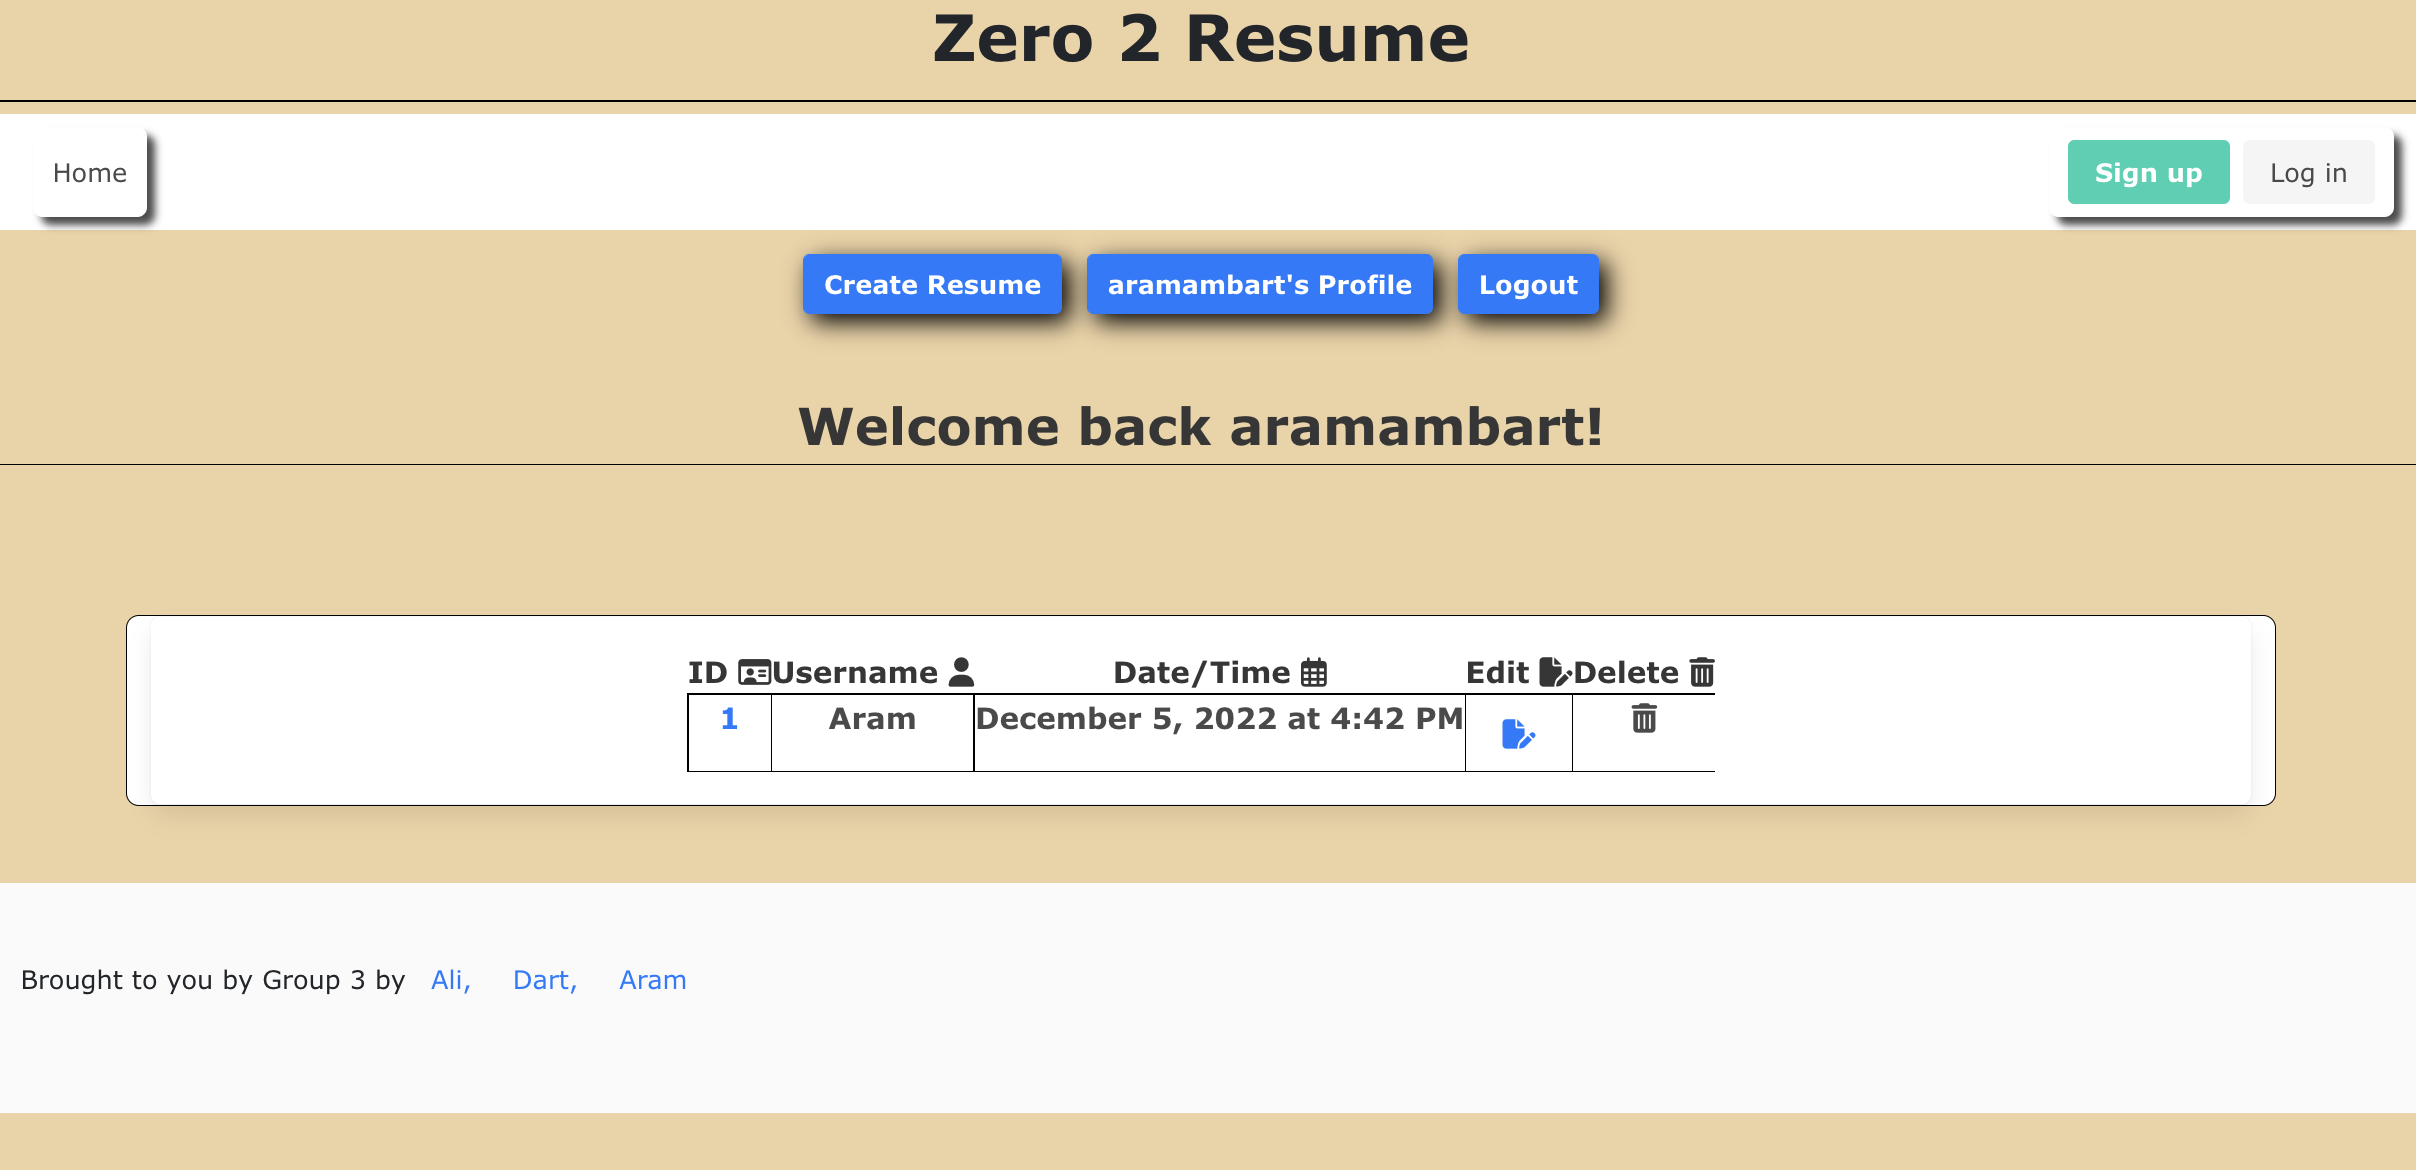 Zero 2 Resume
Home Sign up Log in
Create Resume aramambart's Profile Logout
Welcome back aramambart!
ID Username Date/Time Edit Delete
1 Aram December 5, 2022 at 4:42 PM
Brought to you by Group 3 by Ali, Dart, Aram